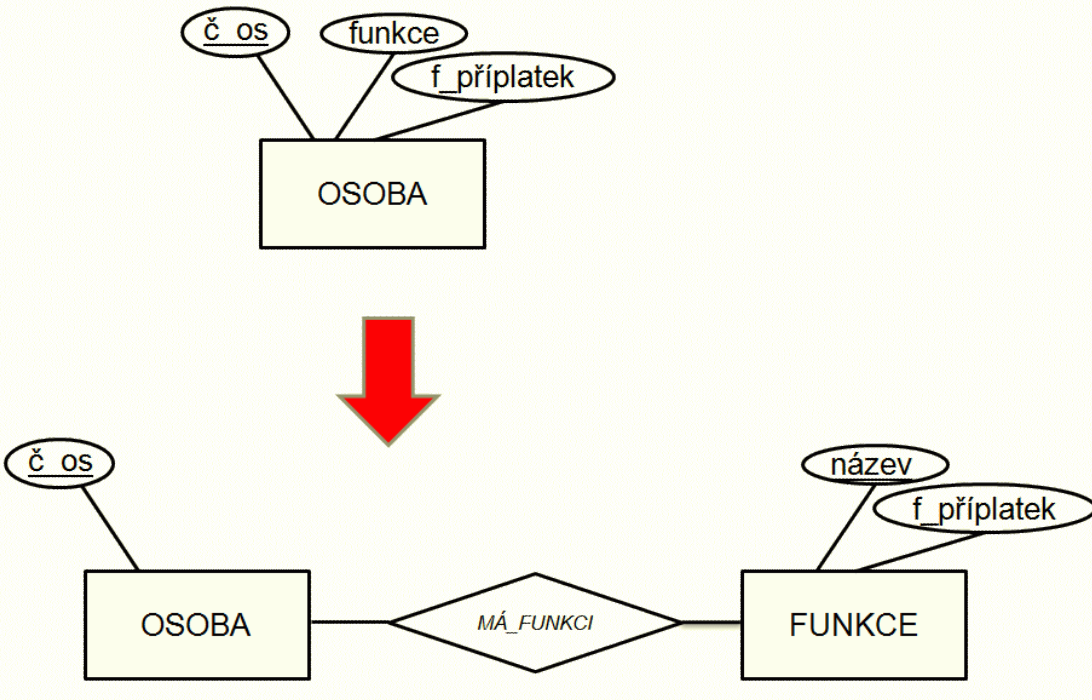 č_os
funkce
f_příplatek
OSOBA
č_os
název
f_příplatek
OSOBA
MÁ_FUNKCI
FUNKCE